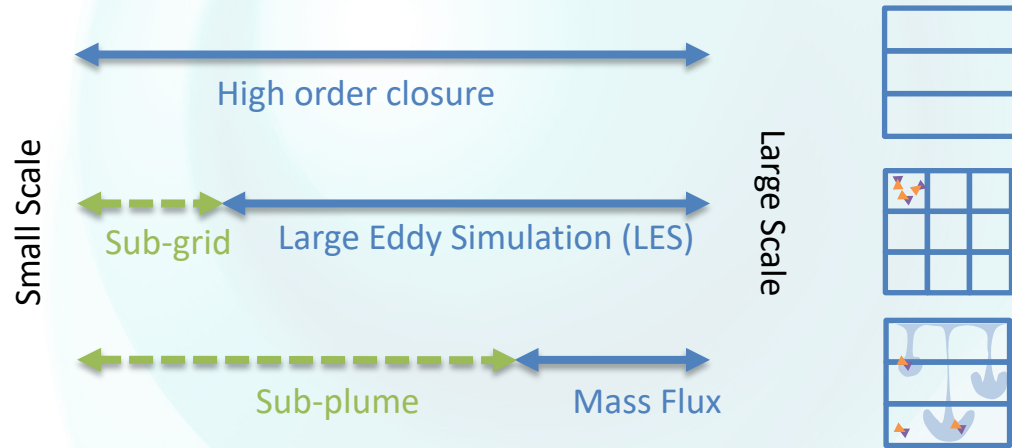 Small Scale
High order closure
Sub-grid
Large Eddy Simulation (LES)
Sub-plume
Mass Flux
Large Scale